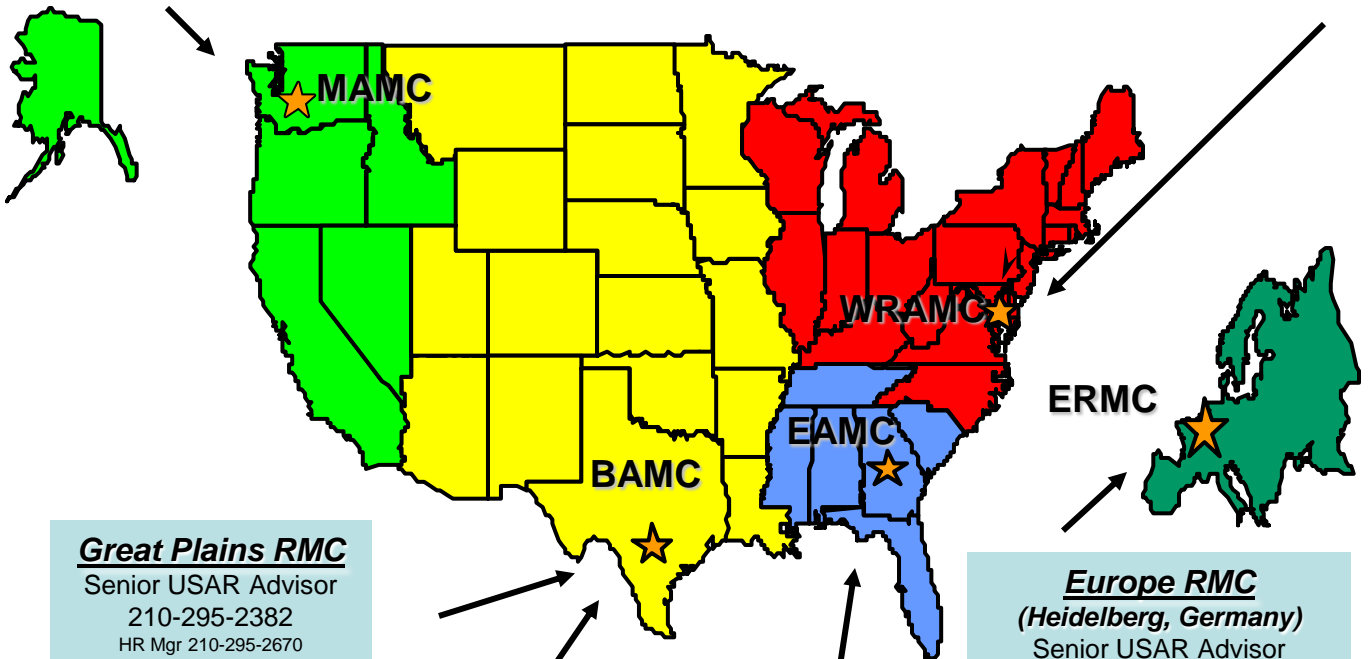 MAMC
WRAMC
ERMC
EAMC
BAMC
Great Plains RMC
Senior USAR Advisor
210-295-2382
HR Mgr 210-295-2670
Europe RMC
(Heidelberg, Germany)
Senior USAR Advisor